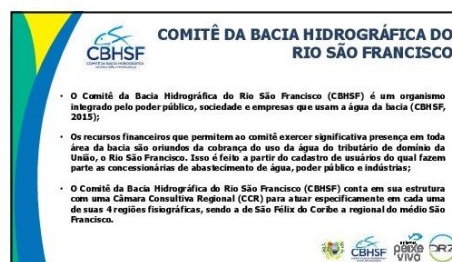 CBHSF
COMITÊ DA BACIA HIDROGRÁFICA DO
RIO SÃO FRANCISCO
• O Comitê da Bacia Hidrográfica do Rio São Francisco (CBHSF) é um organismo
integrado pelo poder público, sociedade e empresas que usam a água da bacia (CBHSF,
2015);
• Os recursos financeiros que permitem ao comitê exercer significativa presença em toda
área da bacia são oriundos da cobrança do uso da água do tributário de domínio da
União, o Rio São Francisco. Isso é feito a partir do cadastro de usuários do qual fazem
parte as concessionárias de abastecimento de água, poder público e indústrias;
• O Comitê da Bacia Hidrográfica do Rio São Francisco (CBHSF) conta em sua estrutura
com uma Câmara Consultiva Regional (CCR) para atuar especificamente em cada uma
de suas 4 regiões fisiográficas, sendo a de São Félix do Coribe a regional do médio São
Francisco.
CBHSF
peixe
vivo
DRZ